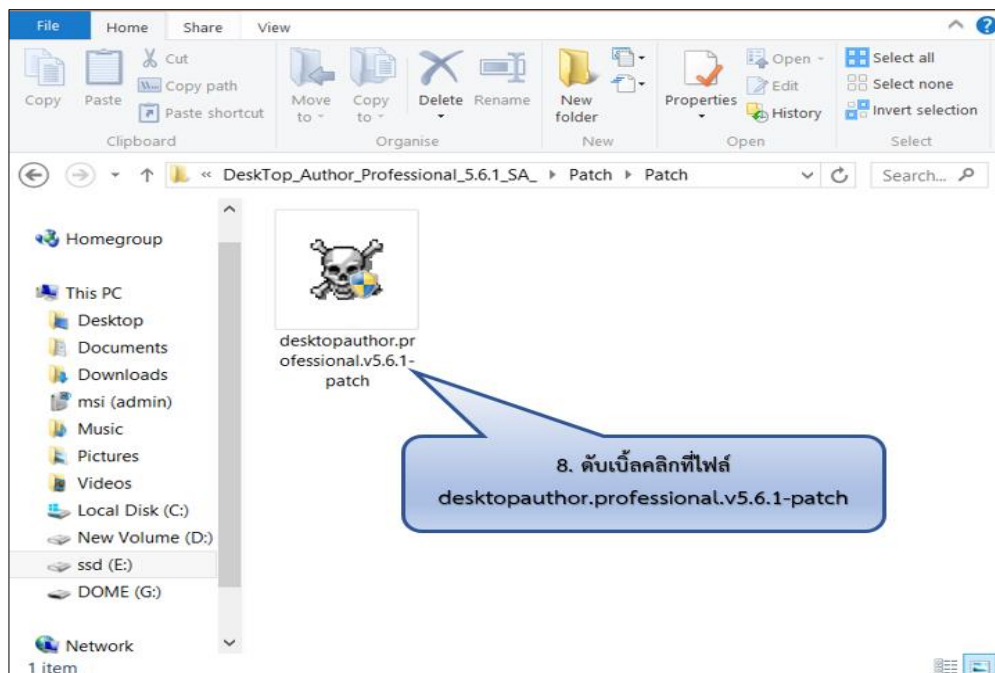 File Home Share View
Cut
Copy path
Paste shortcut
Copy Paste
Move to
Copy to
Delete Rename
New folder
Properties
Open
Edit
History
Select all
Select none
Invert selection
Clipboard Organise New Open Select
« DeskTop_Author_Professional_5.6.1_SA_ Patch Patch Search...
Homegroup
This PC
Desktop
Documents
Downloads
msi (admin)
Music
Pictures
Videos
Local Disk (C:)
New Volume (D:)
ssd (E:)
DOME (G:)
Network
1 item
desktopauthor.pr
ofessional.v5.6.1-
patch
8. ดับเบิ้ลคลิกที่ไฟล์
desktopauthor.professional.v5.6.1-patch